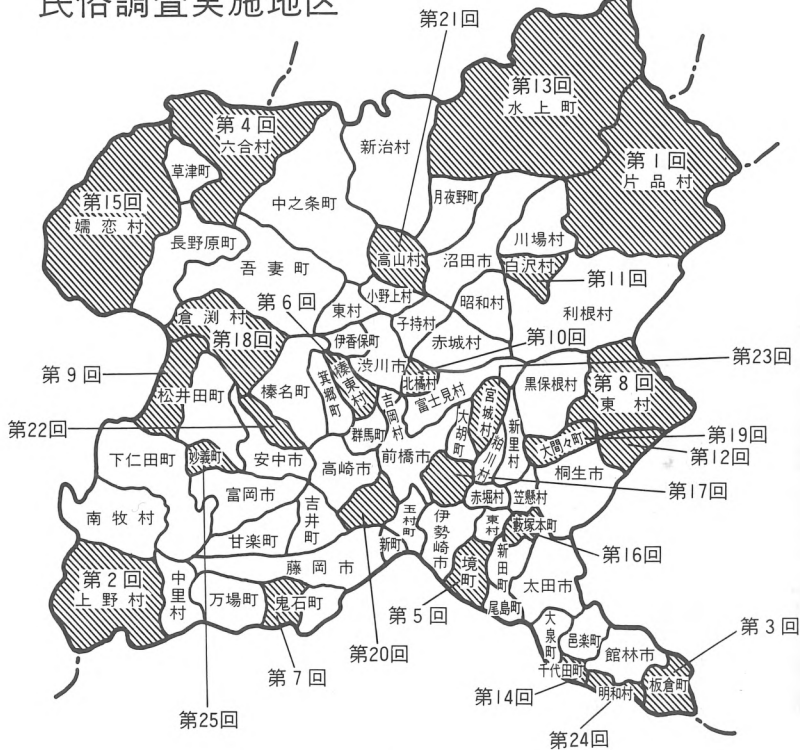 民俗調査実施地区
第21回
第13回
水上町
第4回
六合村
新治村
第1回
片品村
草津町
月夜野町
第15回
嬬恋村
中之条町
川場村
長野原町
高山村
沼田市
白沢村
吾妻町
第11回
小野上村
昭和村
利根村
第6回
東村
子持村
倉渕村
伊香保町
赤城村
第10回
第18回
渋川市
第23回
第9回
榛東村
北橘村
黒保根村
第8回
東村
松井田町
榛名町
箕郷町
富士見村
宮城村
吉岡村
大胡町
新里村
第22回
群馬町
粕川村
大間々町
第19回
下仁田町
妙義町
安中市
高崎市
前橋市
第12回
桐生市
富岡市
赤堀村
笠懸村
第17回
南牧村
吉井町
玉村町
伊勢崎市
東村
藪塚本町
甘楽町
新町
第16回
藤岡市
境町
新田町
太田市
第2回
上野村
中里村
万場町
鬼石町
尾島町
第5回
大泉町
邑楽町
第3回
第20回
館林市
第7回
千代田町
板倉町
第14回
明和村
第25回
第24回